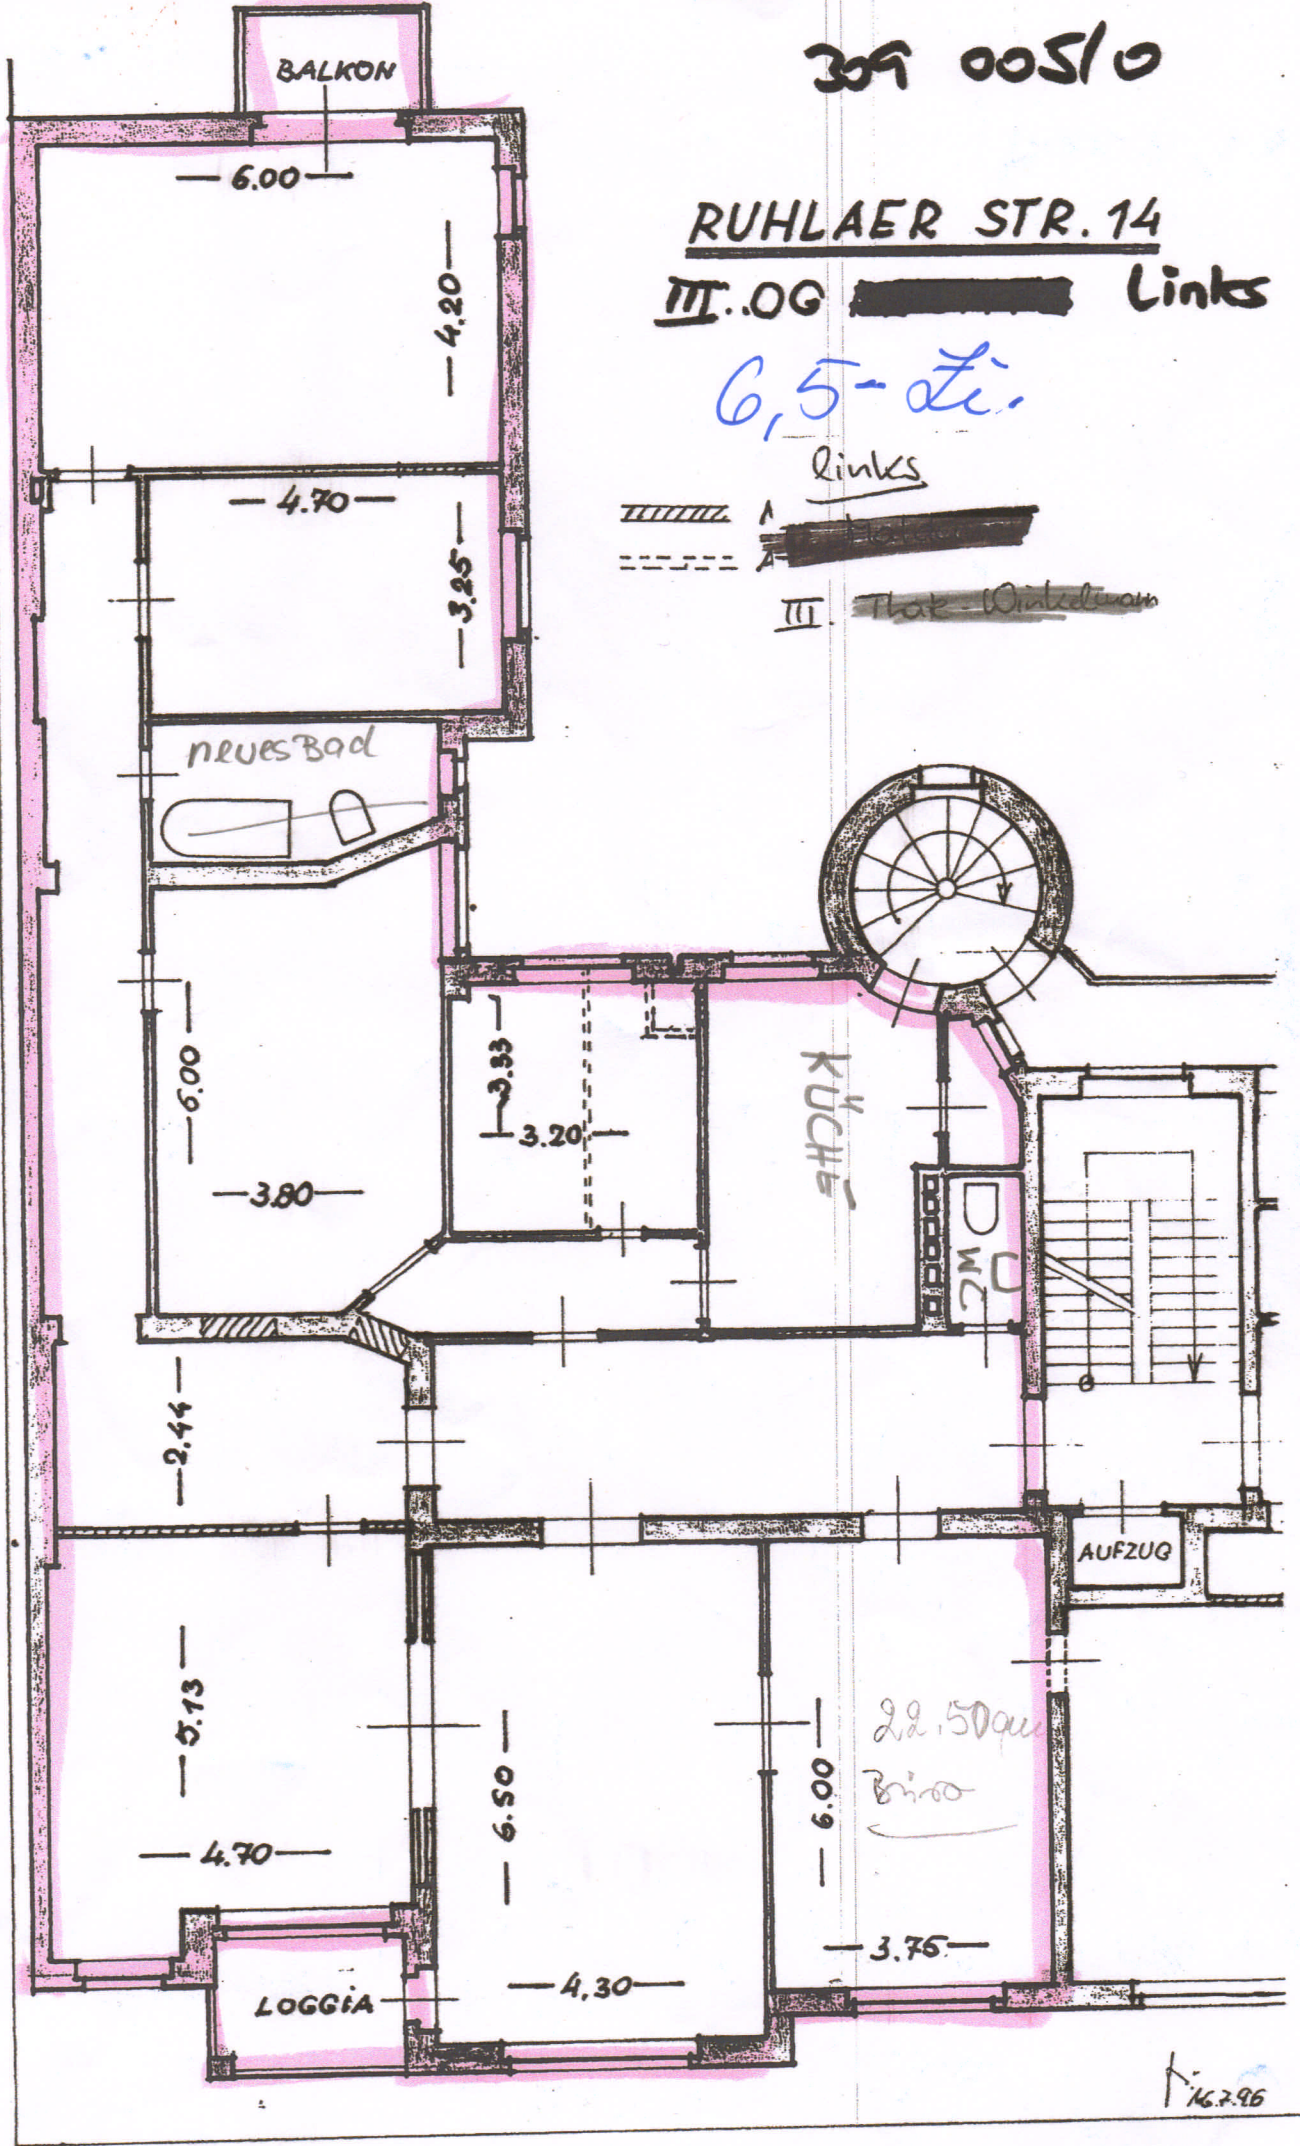 309 005/0
BALKON
6.00
RUHLAER STR. 14
4.20
III..OG Links
6,5-Zi.
links
4.70
3.25
III.
neues Bad
3.33
6.00
KÜCHE
3.20
3.80
2.44
AUFZUG
5.13
22.50qm
6.50
6.00
Büro
4.70
3.75
4,30
LOGGiA
16.7.96